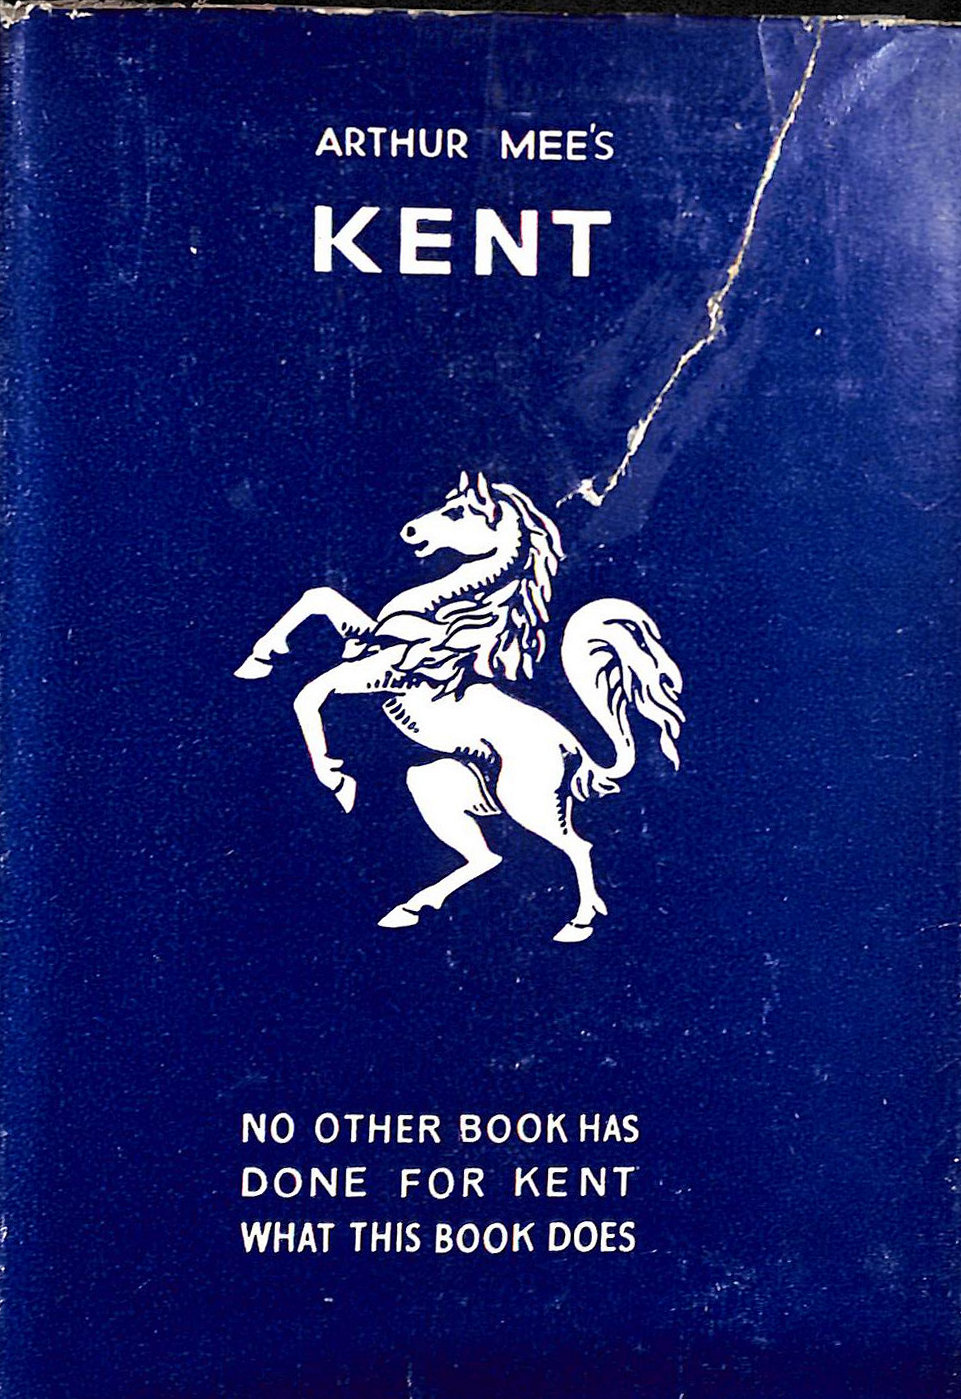 ARTHUR MEE'S
KENT
NO OTHER BOOK HAS
DONE FOR KENT
WHAT THIS BOOK DOES